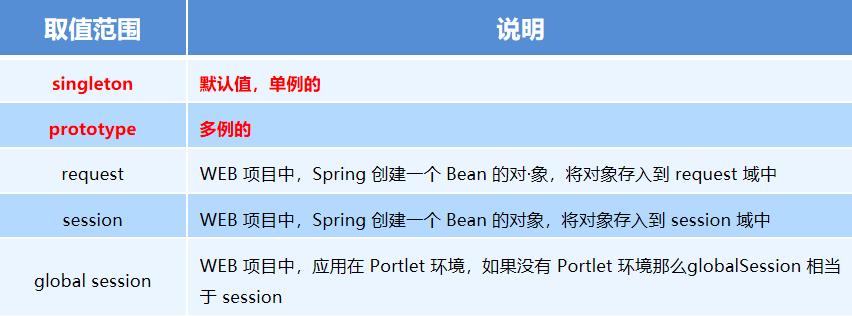 取值范围 说明
singleton 默认值，单例的
prototype 多例的
request WEB 项目中，Spring 创建一个 Bean 的对·象，将对象存入到 request 域中
session WEB 项目中，Spring 创建一个 Bean 的对象，将对象存入到 session 域中
global session WEB 项目中，应用在 Portlet 环境，如果没有 Portlet 环境那么globalSession 相当
于 session